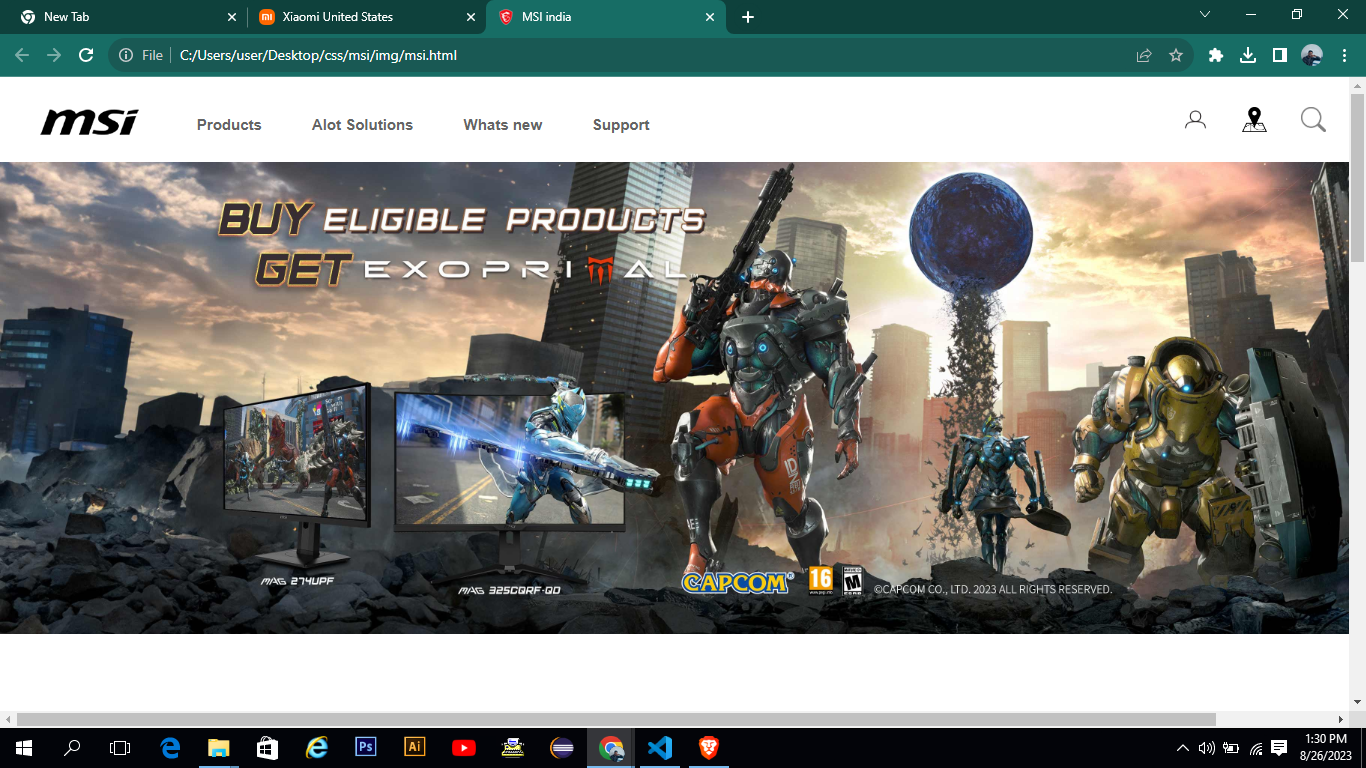 New Tab
Xiaomi United States
MSI india
File
C:/Users/user/Desktop/css/msi/img/msi.html
msi
Products
Alot Solutions
Whats new
Support
BUY ELIGIBLE PRODUCTS
GET EXOPRIMAL™
MAG 274UPF
MAG 325CQRF-QD
CAPCOM®
16
M
©CAPCOM CO., LTD. 2023 ALL RIGHTS RESERVED.
Ps
Ai
1:30 PM
8/26/2023